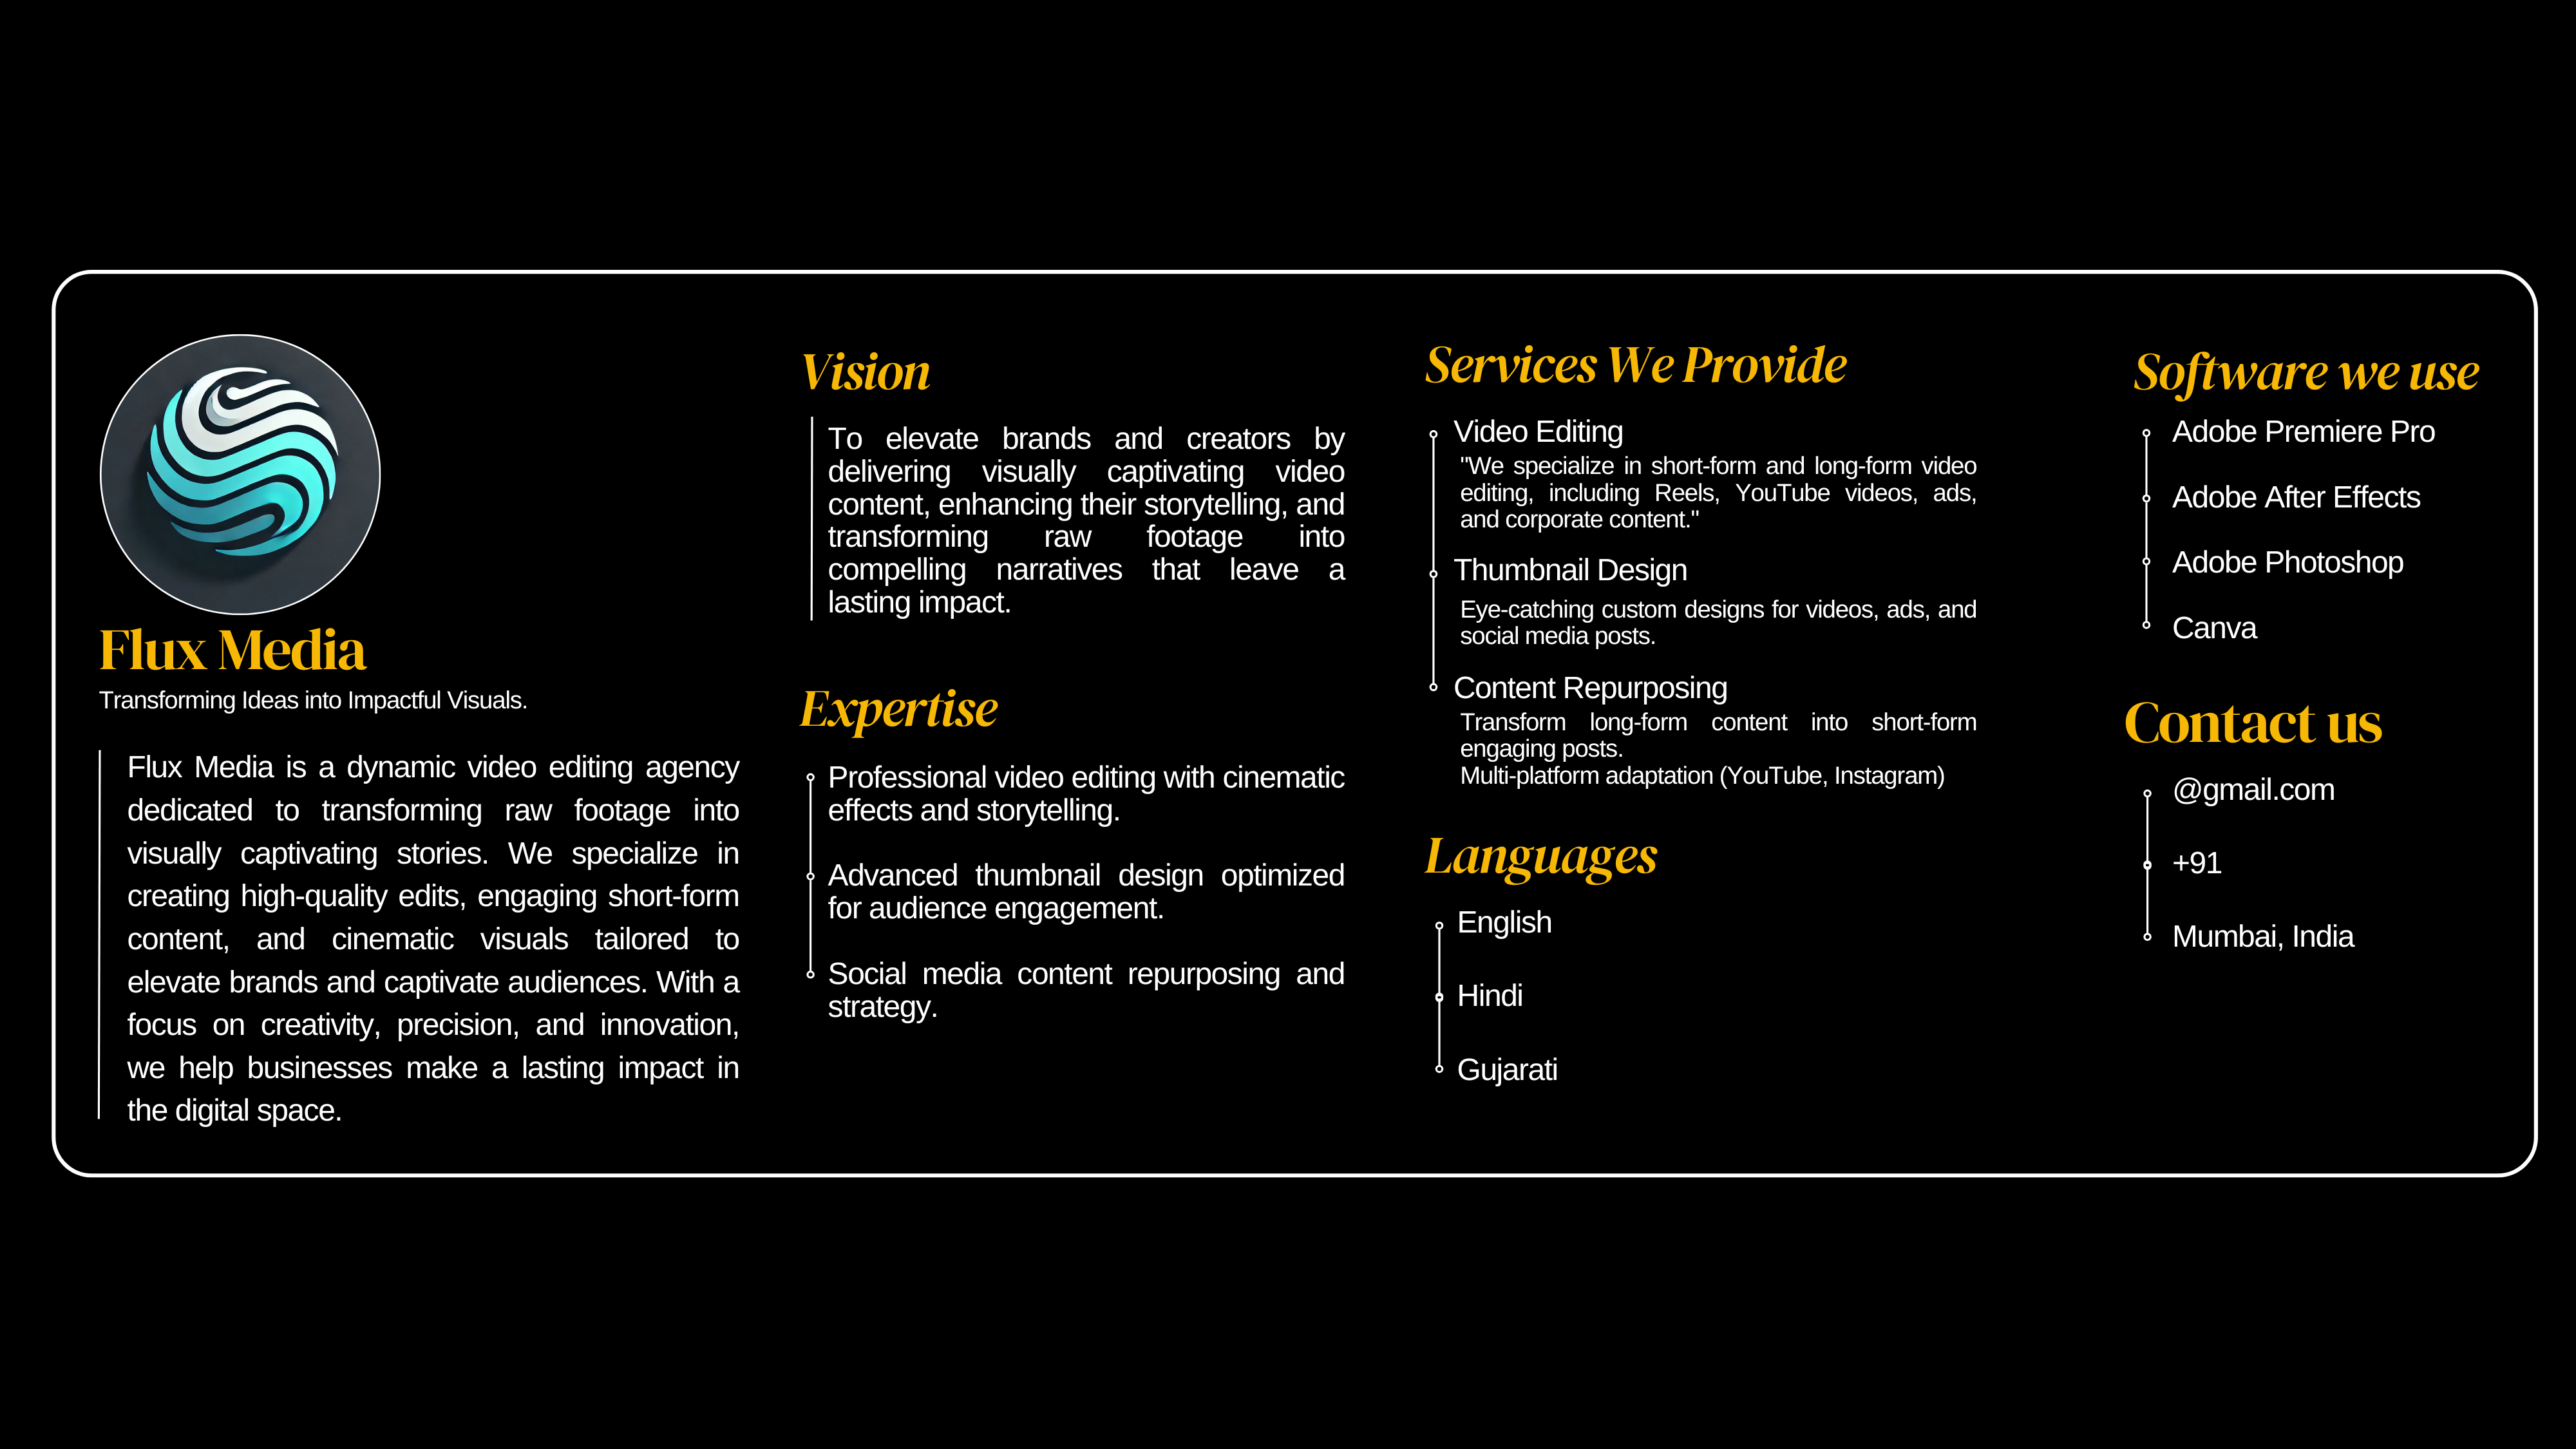 Flux Media
Transforming Ideas into Impactful Visuals.
Flux Media is a dynamic video editing agency
dedicated to transforming raw footage into
visually captivating stories. We specialize in
creating high-quality edits, engaging short-form
content, and cinematic visuals tailored to
elevate brands and captivate audiences. With a
focus on creativity, precision, and innovation,
we help businesses make a lasting impact in
the digital space.
Vision
To elevate brands and creators by
delivering visually captivating video
content, enhancing their storytelling, and
transforming raw footage into
compelling narratives that leave a
lasting impact.
Expertise
Professional video editing with cinematic
effects and storytelling.
Advanced thumbnail design optimized
for audience engagement.
Social media content repurposing and
strategy.
Services We Provide
Video Editing
"We specialize in short-form and long-form video
editing, including Reels, YouTube videos, ads,
and corporate content."
Thumbnail Design
Eye-catching custom designs for videos, ads, and
social media posts.
Content Repurposing
Transform long-form content into short-form
engaging posts.
Multi-platform adaptation (YouTube, Instagram)
Languages
English
Hindi
Gujarati
Software we use
Adobe Premiere Pro
Adobe After Effects
Adobe Photoshop
Canva
Contact us
@gmail.com
+91
Mumbai, India